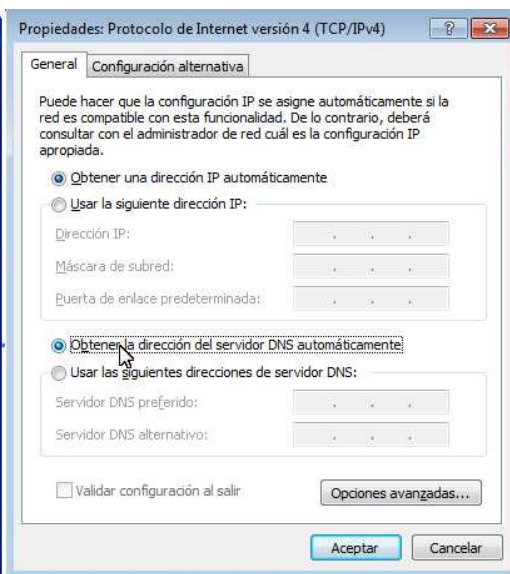 Propiedades: Protocolo de Internet versión 4 (TCP/IPv4)
General
Configuración alternativa
Puede hacer que la configuración IP se asigne automáticamente si la
red es compatible con esta funcionalidad. De lo contrario, deberá
consultar con el administrador de red cuál es la configuración IP
apropiada.
Obtener una dirección IP automáticamente
Usar la siguiente dirección IP:
Dirección IP:
Máscara de subred:
Puerta de enlace predeterminada:
Obtener la dirección del servidor DNS automáticamente
Usar las siguientes direcciones de servidor DNS:
Servidor DNS preferido:
Servidor DNS alternativo:
Validar configuración al salir
Opciones avanzadas...
Aceptar
Cancelar